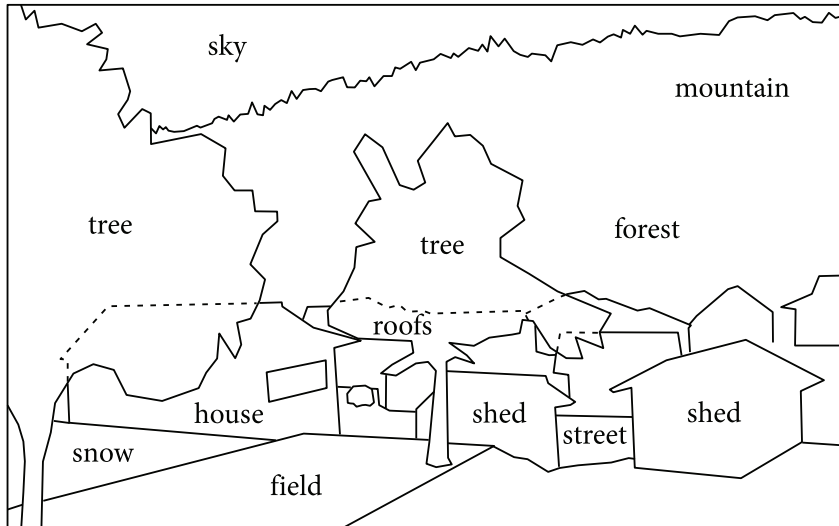 sky
mountain
tree
tree
forest
roofs
house
shed
shed
street
snow
field